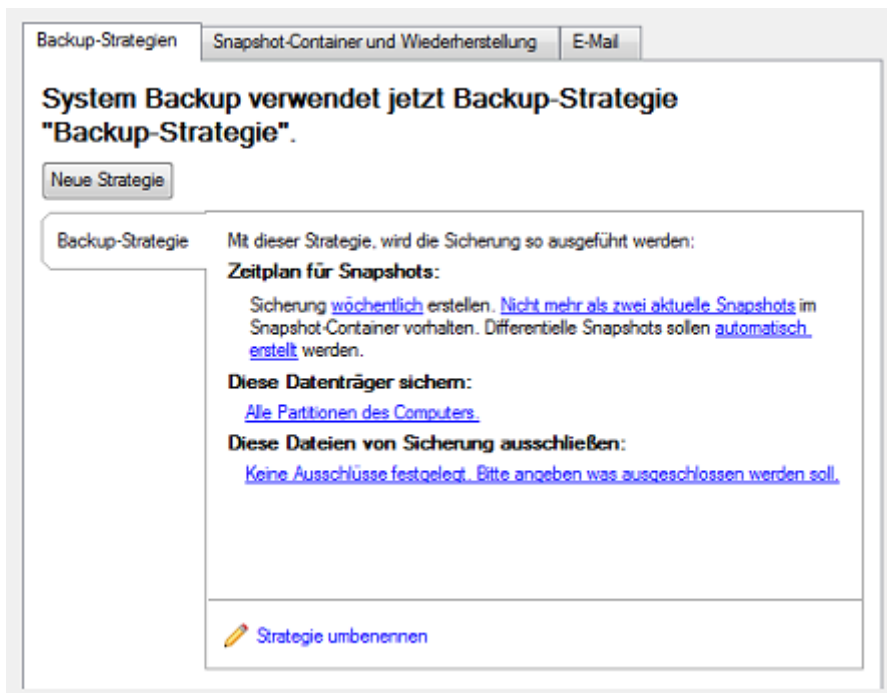 Backup-Strategien
Snapshot-Container und Wiederherstellung
E-Mail
System Backup verwendet jetzt Backup-Strategie
"Backup-Strategie".
Neue Strategie
Backup-Strategie
Mit dieser Strategie, wird die Sicherung so ausgeführt werden:
Zeitplan für Snapshots:
Sicherung wöchentlich erstellen. Nicht mehr als zwei aktuelle Snapshots im
Snapshot-Container vorhalten. Differentielle Snapshots sollen automatisch
erstellt werden.
Diese Datenträger sichern:
Alle Partitionen des Computers.
Diese Dateien von Sicherung ausschließen:
Keine Ausschlüsse festgelegt. Bitte angeben was ausgeschlossen werden soll.
Strategie umbenennen